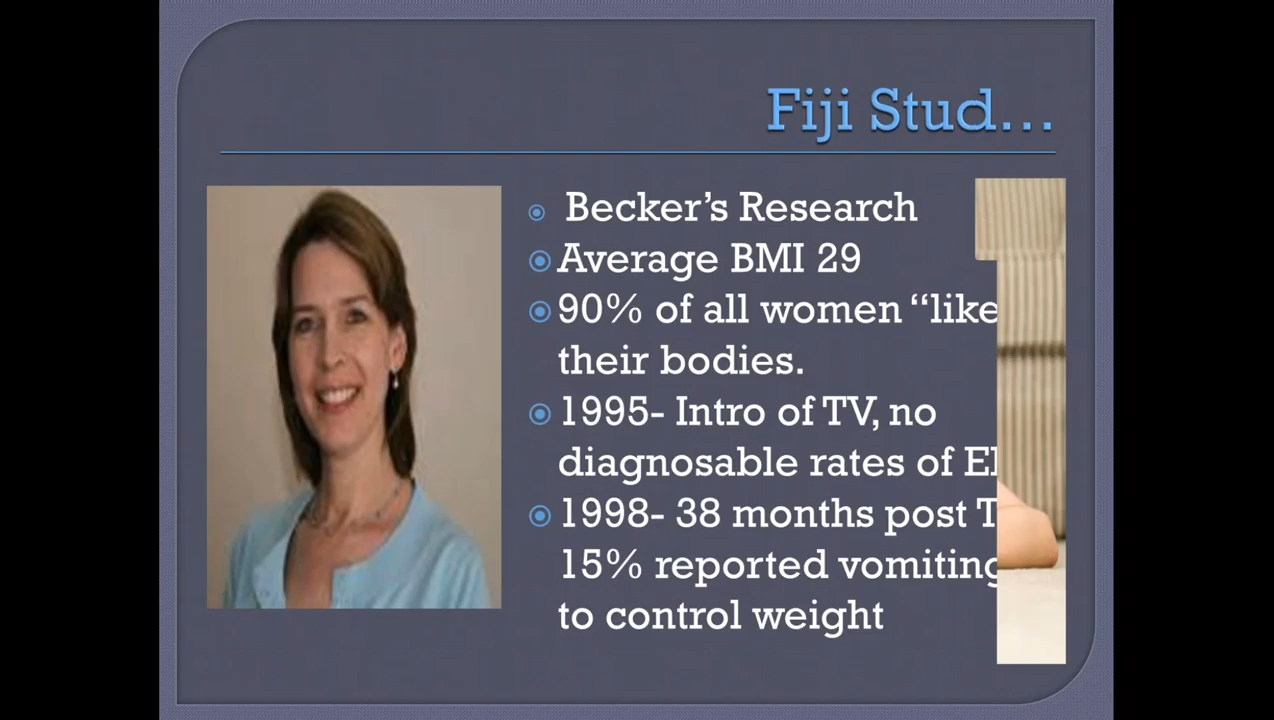 Fiji Stud...
Becker's Research
Average BMI 29
90% of all women “like
their bodies.
1995- Intro of TV, no
diagnosable rates of
1998- 38 months post
15% reported vomiting
to control weight